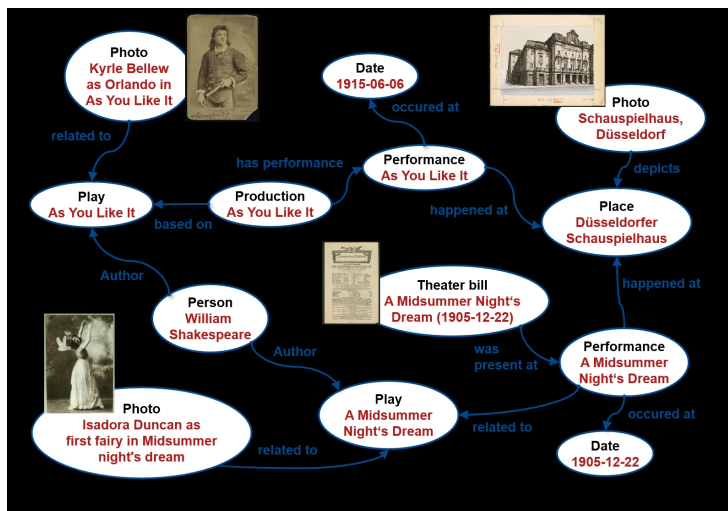 Photo
Kyrle Bellew
as Orlando in
As You Like It
Date
1915-06-06
Photo
Schauspielhaus,
Düsseldorf
related to
occured at
has performance
Performance
As You Like It
depicts
Play
As You Like It
based on
Production
As You Like It
happened at
Place
Düsseldorfer
Schauspielhaus
Author
Person
William
Shakespeare
Theater bill
A Midsummer Night‘s
Dream (1905-12-22)
happened at
Author
was
present at
Performance
A Midsummer
Night‘s Dream
Photo
Isadora Duncan as
first fairy in Midsummer
night's dream
related to
Play
A Midsummer
Night‘s Dream
related to
occured at
Date
1905-12-22